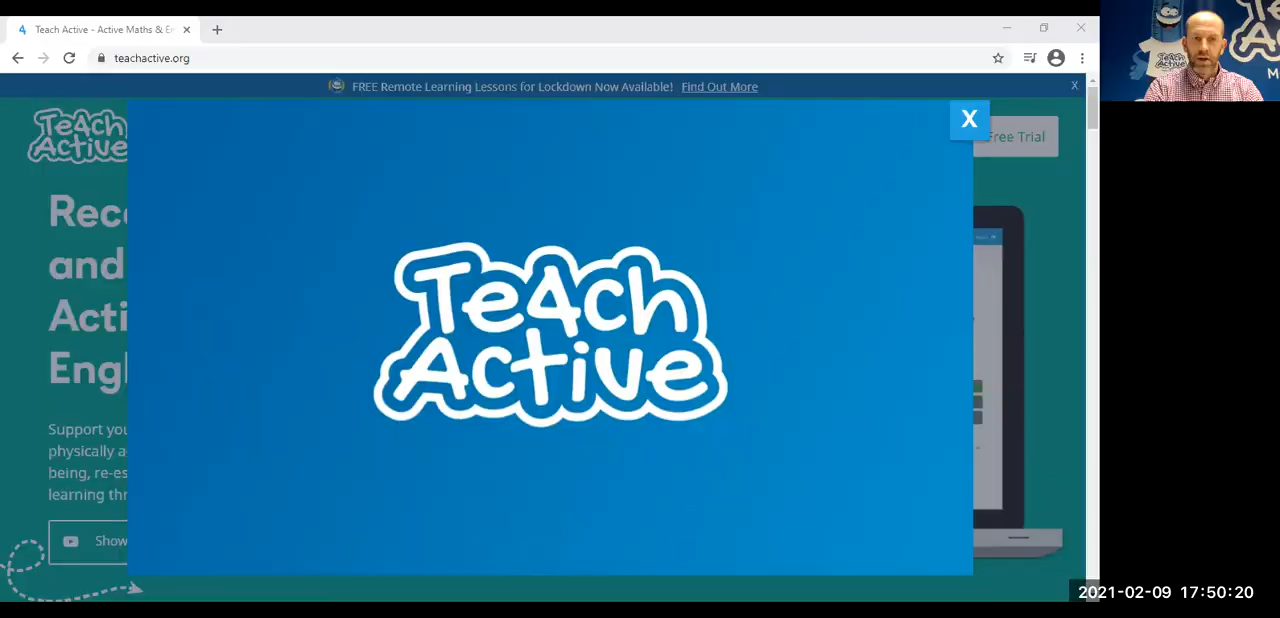 Teach Active - Active Maths & En
teachactive.org
FREE Remote Learning Lessons for Lockdown Now Available! Find Out More X
Te4ch
Active
X
Free Trial
Te4ch
Active
and
Acti
Support you
physically a
being, re-es
learning thr
Show
Te4ch
Active
2021-02-09 17:50:20